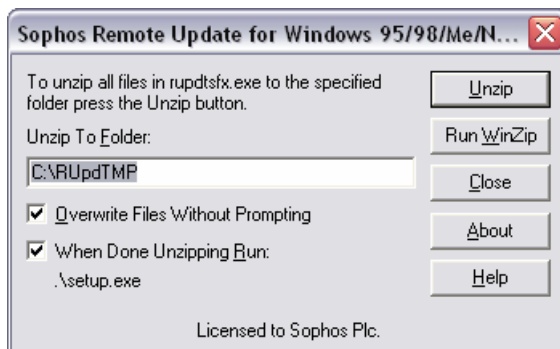 Sophos Remote Update for Windows 95/98/Me/N...
To unzip all files in rupdtsfx.exe to the specified
folder press the Unzip button.
Unzip To Folder:
C:\RUpdTMP
Overwrite Files Without Prompting
When Done Unzipping Run:
.\setup.exe
Unzip
Run WinZip
Close
About
Help
Licensed to Sophos Plc.